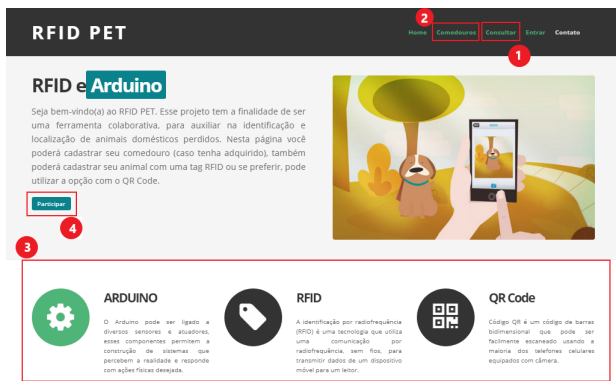 RFID PET
2
Home Comedouros Consultar Entrar Contato
1
RFID e Arduino
Seja bem-vindo(a) ao RFID PET. Esse projeto tem a finalidade de ser
uma ferramenta colaborativa, para auxiliar na identificação e
localização de animais domésticos perdidos. Nesta página você
poderá cadastrar seu comedouro (caso tenha adquirido), também
poderá cadastrar seu animal com uma tag RFID ou se preferir, pode
utilizar a opção com o QR Code.
Participar
4
3
ARDUINO
O Arduino pode ser ligado a
diversos sensores e atuadores,
esses componentes permitem a
construção de sistemas que
percebem a realidade e responde
com ações físicas desejada.
RFID
A identificação por radiofrequência
(RFID) é uma tecnologia que utiliza
uma comunicação por
radiofrequência, sem fios, para
transmitir dados de um dispositivo
móvel para um leitor.
QR Code
Código QR é um código de barras
bidimensional que pode ser
facilmente escaneado usando a
maioria dos telefones celulares
equipados com câmera.